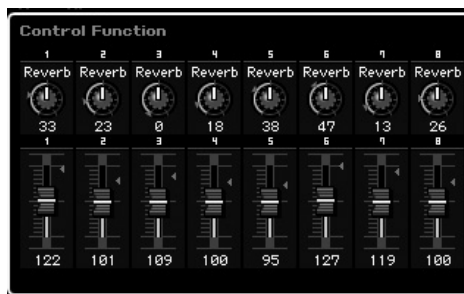 Control Function
1 2 3 4 5 6 7 8
Reverb Reverb Reverb Reverb Reverb Reverb Reverb Reverb
33 23 0 18 38 47 13 26
1 2 3 4 5 6 7 8
122 101 109 100 95 127 119 100